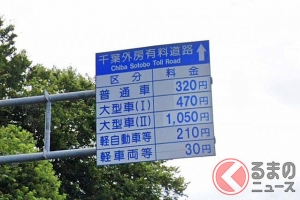 千葉外房有料道路
Chiba Sotobo Toll Road
区分 料金
普通車 320円
大型車(Ⅰ) 470円
大型車(Ⅱ) 1,050円
軽自動車等 210円
軽車両等 30円
くるまの
ニュース